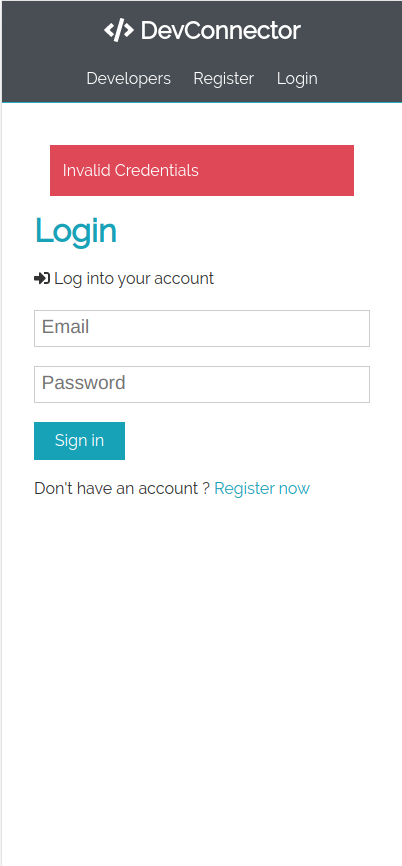 </> DevConnector
Developers Register Login
Invalid Credentials
Login
Log into your account
Email
Password
Sign in
Don't have an account ? Register now